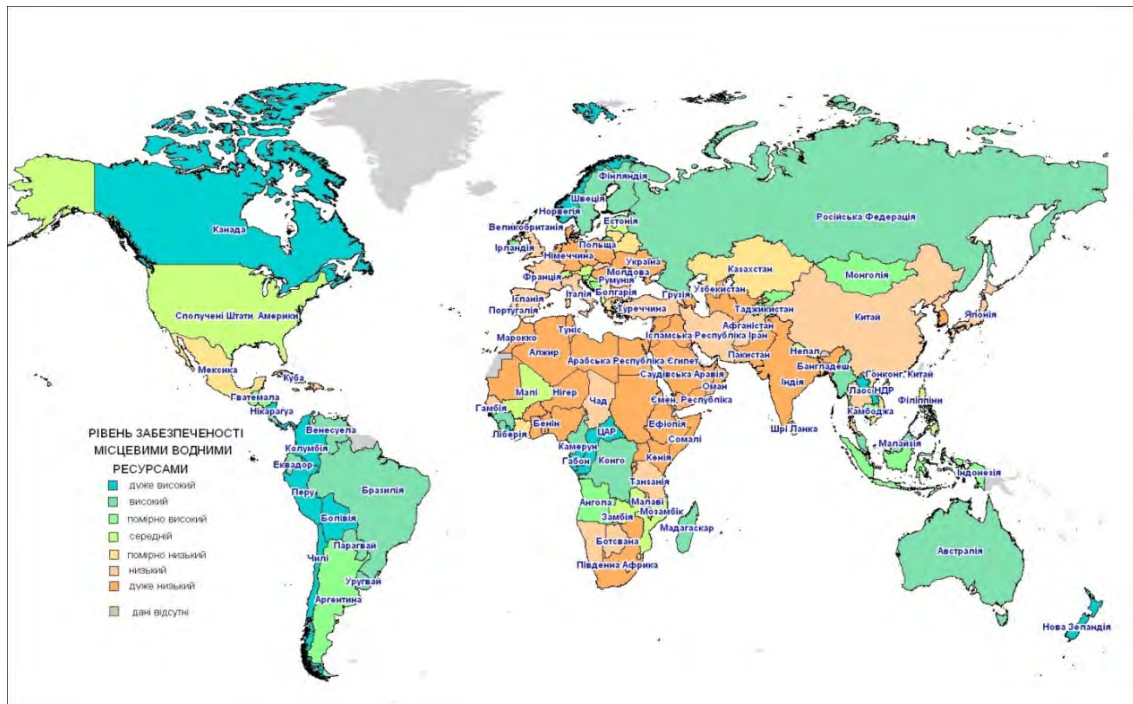 Канада
Сполучені Штати Америки
Мексика
Куба
Гватемала
Нікарагуа
Венесуела
Колумбія
Еквадор
Перу
Бразилія
Болівія
Парагвай
Чилі
Уругвай
Аргентина
РІВЕНЬ ЗАБЕЗПЕЧЕНОСТІ
МІСЦЕВИМИ ВОДНИМИ
РЕСУРСАМИ
дуже високий
високий
помірно високий
середній
помірно низький
низький
дуже низький
дані відсутні
Фінляндія
Швеція
Норвегія
Естонія
Великобританія
Ірландія
Польща
Німеччина
Україна
Молдова
Франція
Румунія
Італія
Болгарія
Іспанія
Португалія
Туреччина
Грузія
Російська Федерація
Казахстан
Монголія
Узбекистан
Таджикистан
Китай
Японія
Афганістан
Ісламська Республіка Іран
Пакистан
Непал
Бангладеш
Індія
Гонконг, Китай
Лаос НДР
Філіппіни
Камбоджа
Шрі Ланка
Малайзія
Індонезія
Туніс
Марокко
Алжир
Арабська Республіка Єгипет
Саудівська Аравія
Оман
Ємен, Республіка
Малі
Нігер
Чад
Гамбія
Бенін
Ліберія
ЦАР
Ефіопія
Сомалі
Камерун
Габон
Конго
Кенія
Танзанія
Ангола
Малаві
Замбія
Мозамбік
Мадагаскар
Ботсвана
Південна Африка
Австралія
Нова Зеландія